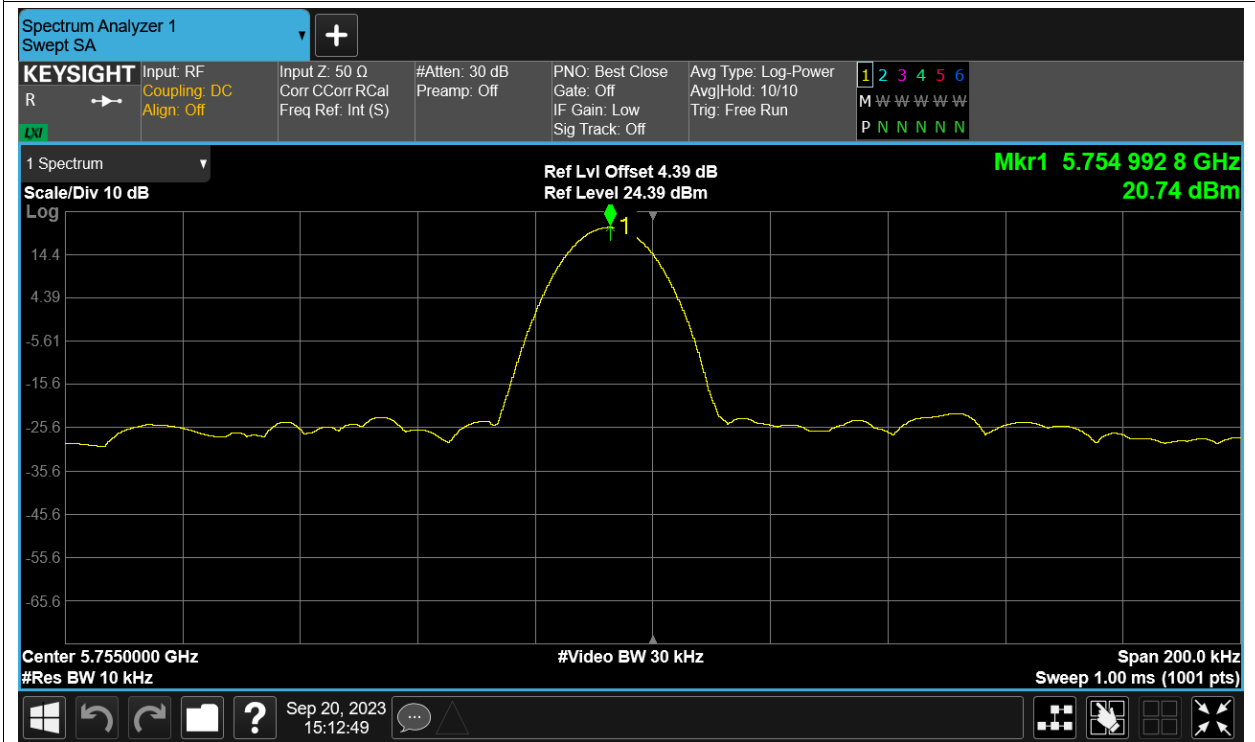 Spectrum Analyzer 1
Swept SA
+
KEYSIGHT
R
LXI
Input: RF
Coupling: DC
Align: Off
Input Z: 50 Ω
Corr CCorr RCal
Freq Ref: Int (S)
#Atten: 30 dB
Preamp: Off
PNO: Best Close
Gate: Off
IF Gain: Low
Sig Track: Off
Avg Type: Log-Power
Avg|Hold: 10/10
Trig: Free Run
1 2 3 4 5 6
M W W W W W
P N N N N N
1 Spectrum
Scale/Div 10 dB
Log
Ref Lvl Offset 4.39 dB
Ref Level 24.39 dBm
Mkr1 5.754 992 8 GHz
20.74 dBm
1
14.4
4.39
-5.61
-15.6
-25.6
-35.6
-45.6
-55.6
-65.6
Center 5.7550000 GHz
#Res BW 10 kHz
#Video BW 30 kHz
Span 200.0 kHz
Sweep 1.00 ms (1001 pts)
?
Sep 20, 2023
15:12:49